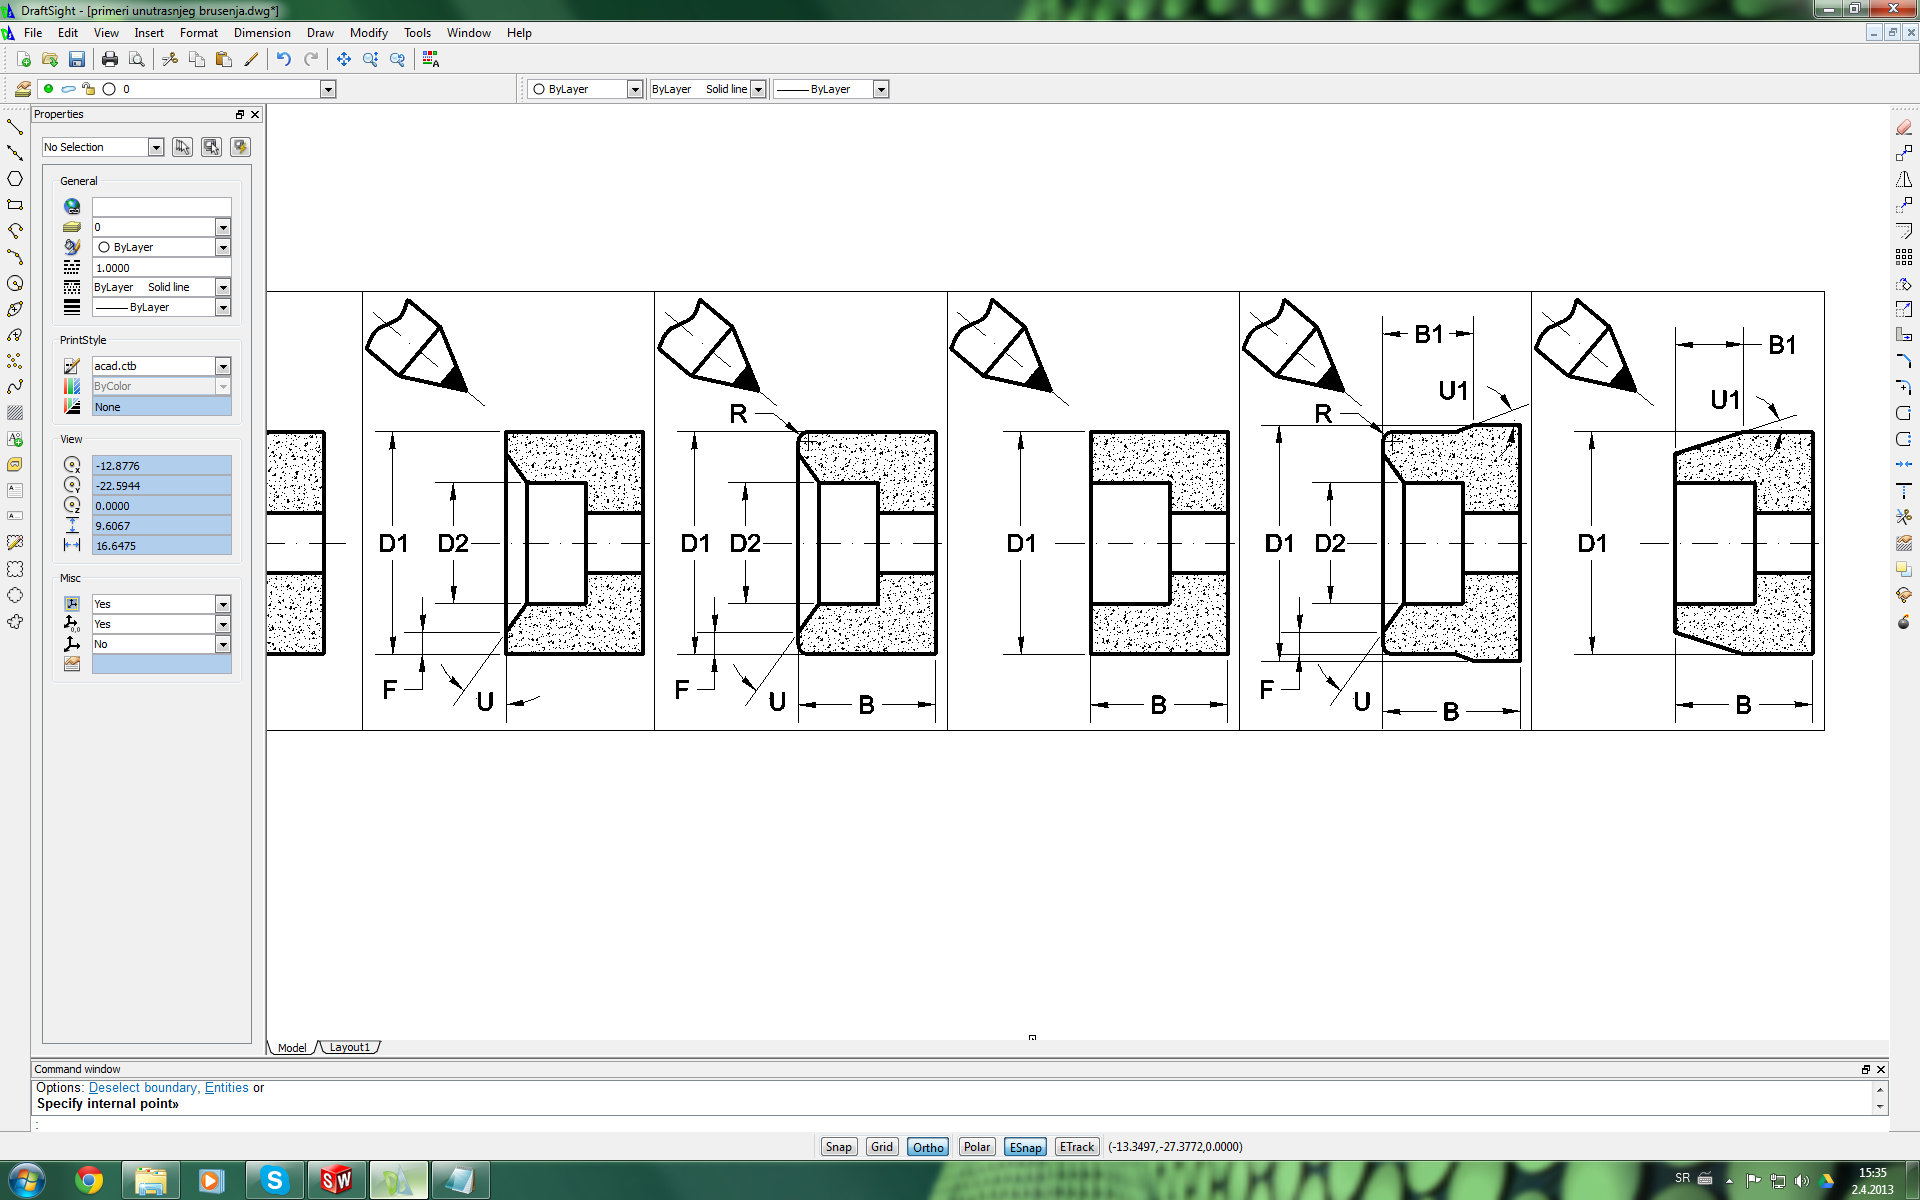 DraftSight - [primeri unutrasnjeg brusenja.dwg*]
File Edit View Insert Format Dimension Draw Modify Tools Window Help
0 ByLayer ByLayer Solid line ByLayer
Properties
No Selection
General
0
ByLayer
1.0000
ByLayer Solid line
ByLayer
PrintStyle
acad.ctb
ByColor
None
View
-12.8776
-22.5944
0.0000
9.6067
16.6475
Misc
Yes
Yes
No
D1 D2 F U
R D1 D2 F U B
D1 B
B1 U1 R D1 D2 F U B
B1 U1 D1 B
Model Layout1
Command window
Options: Deselect boundary, Entities or
Specify internal point»
:
Snap Grid Ortho Polar ESnap ETrack (-13.3497,-27.3772,0.0000)
SR 15:35
2.4.2013